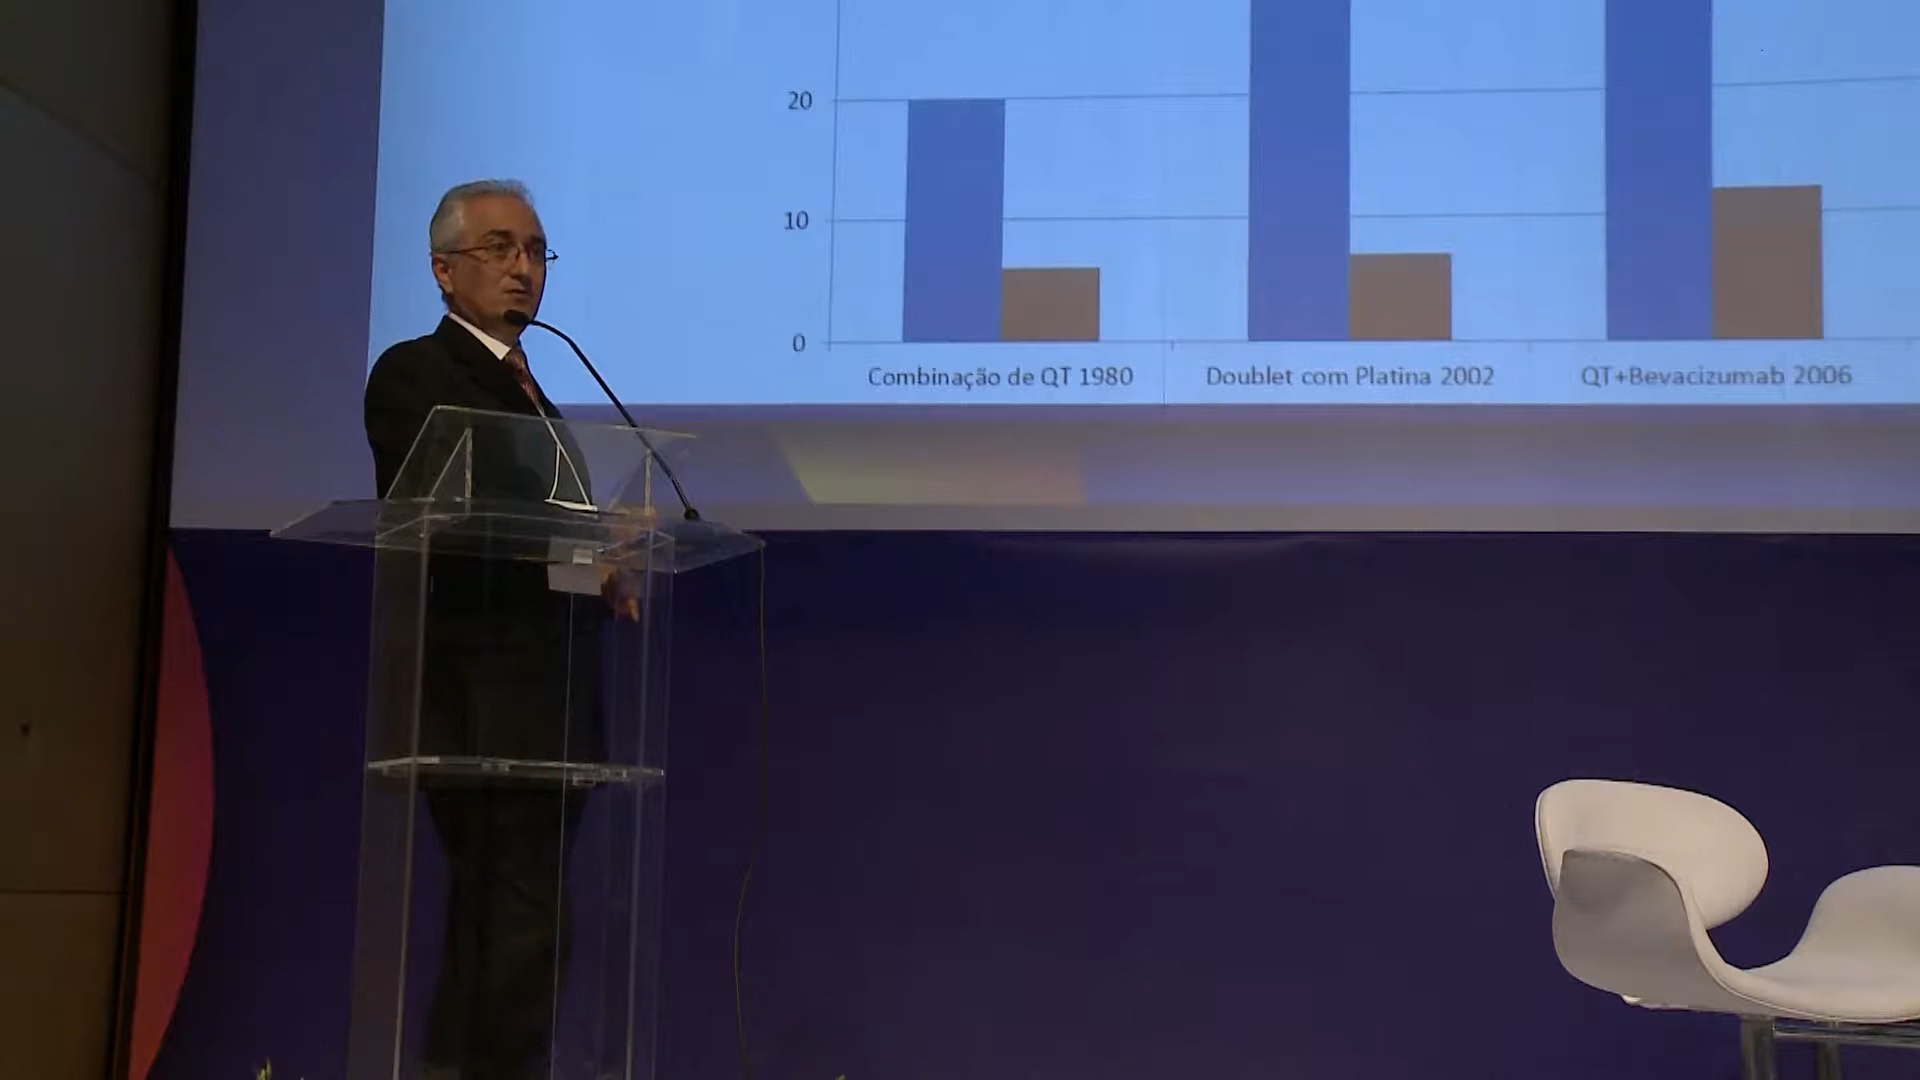 20
10
0
Combinação de QT 1980
Doublet com Platina 2002
QT+Bevacizumab 2006